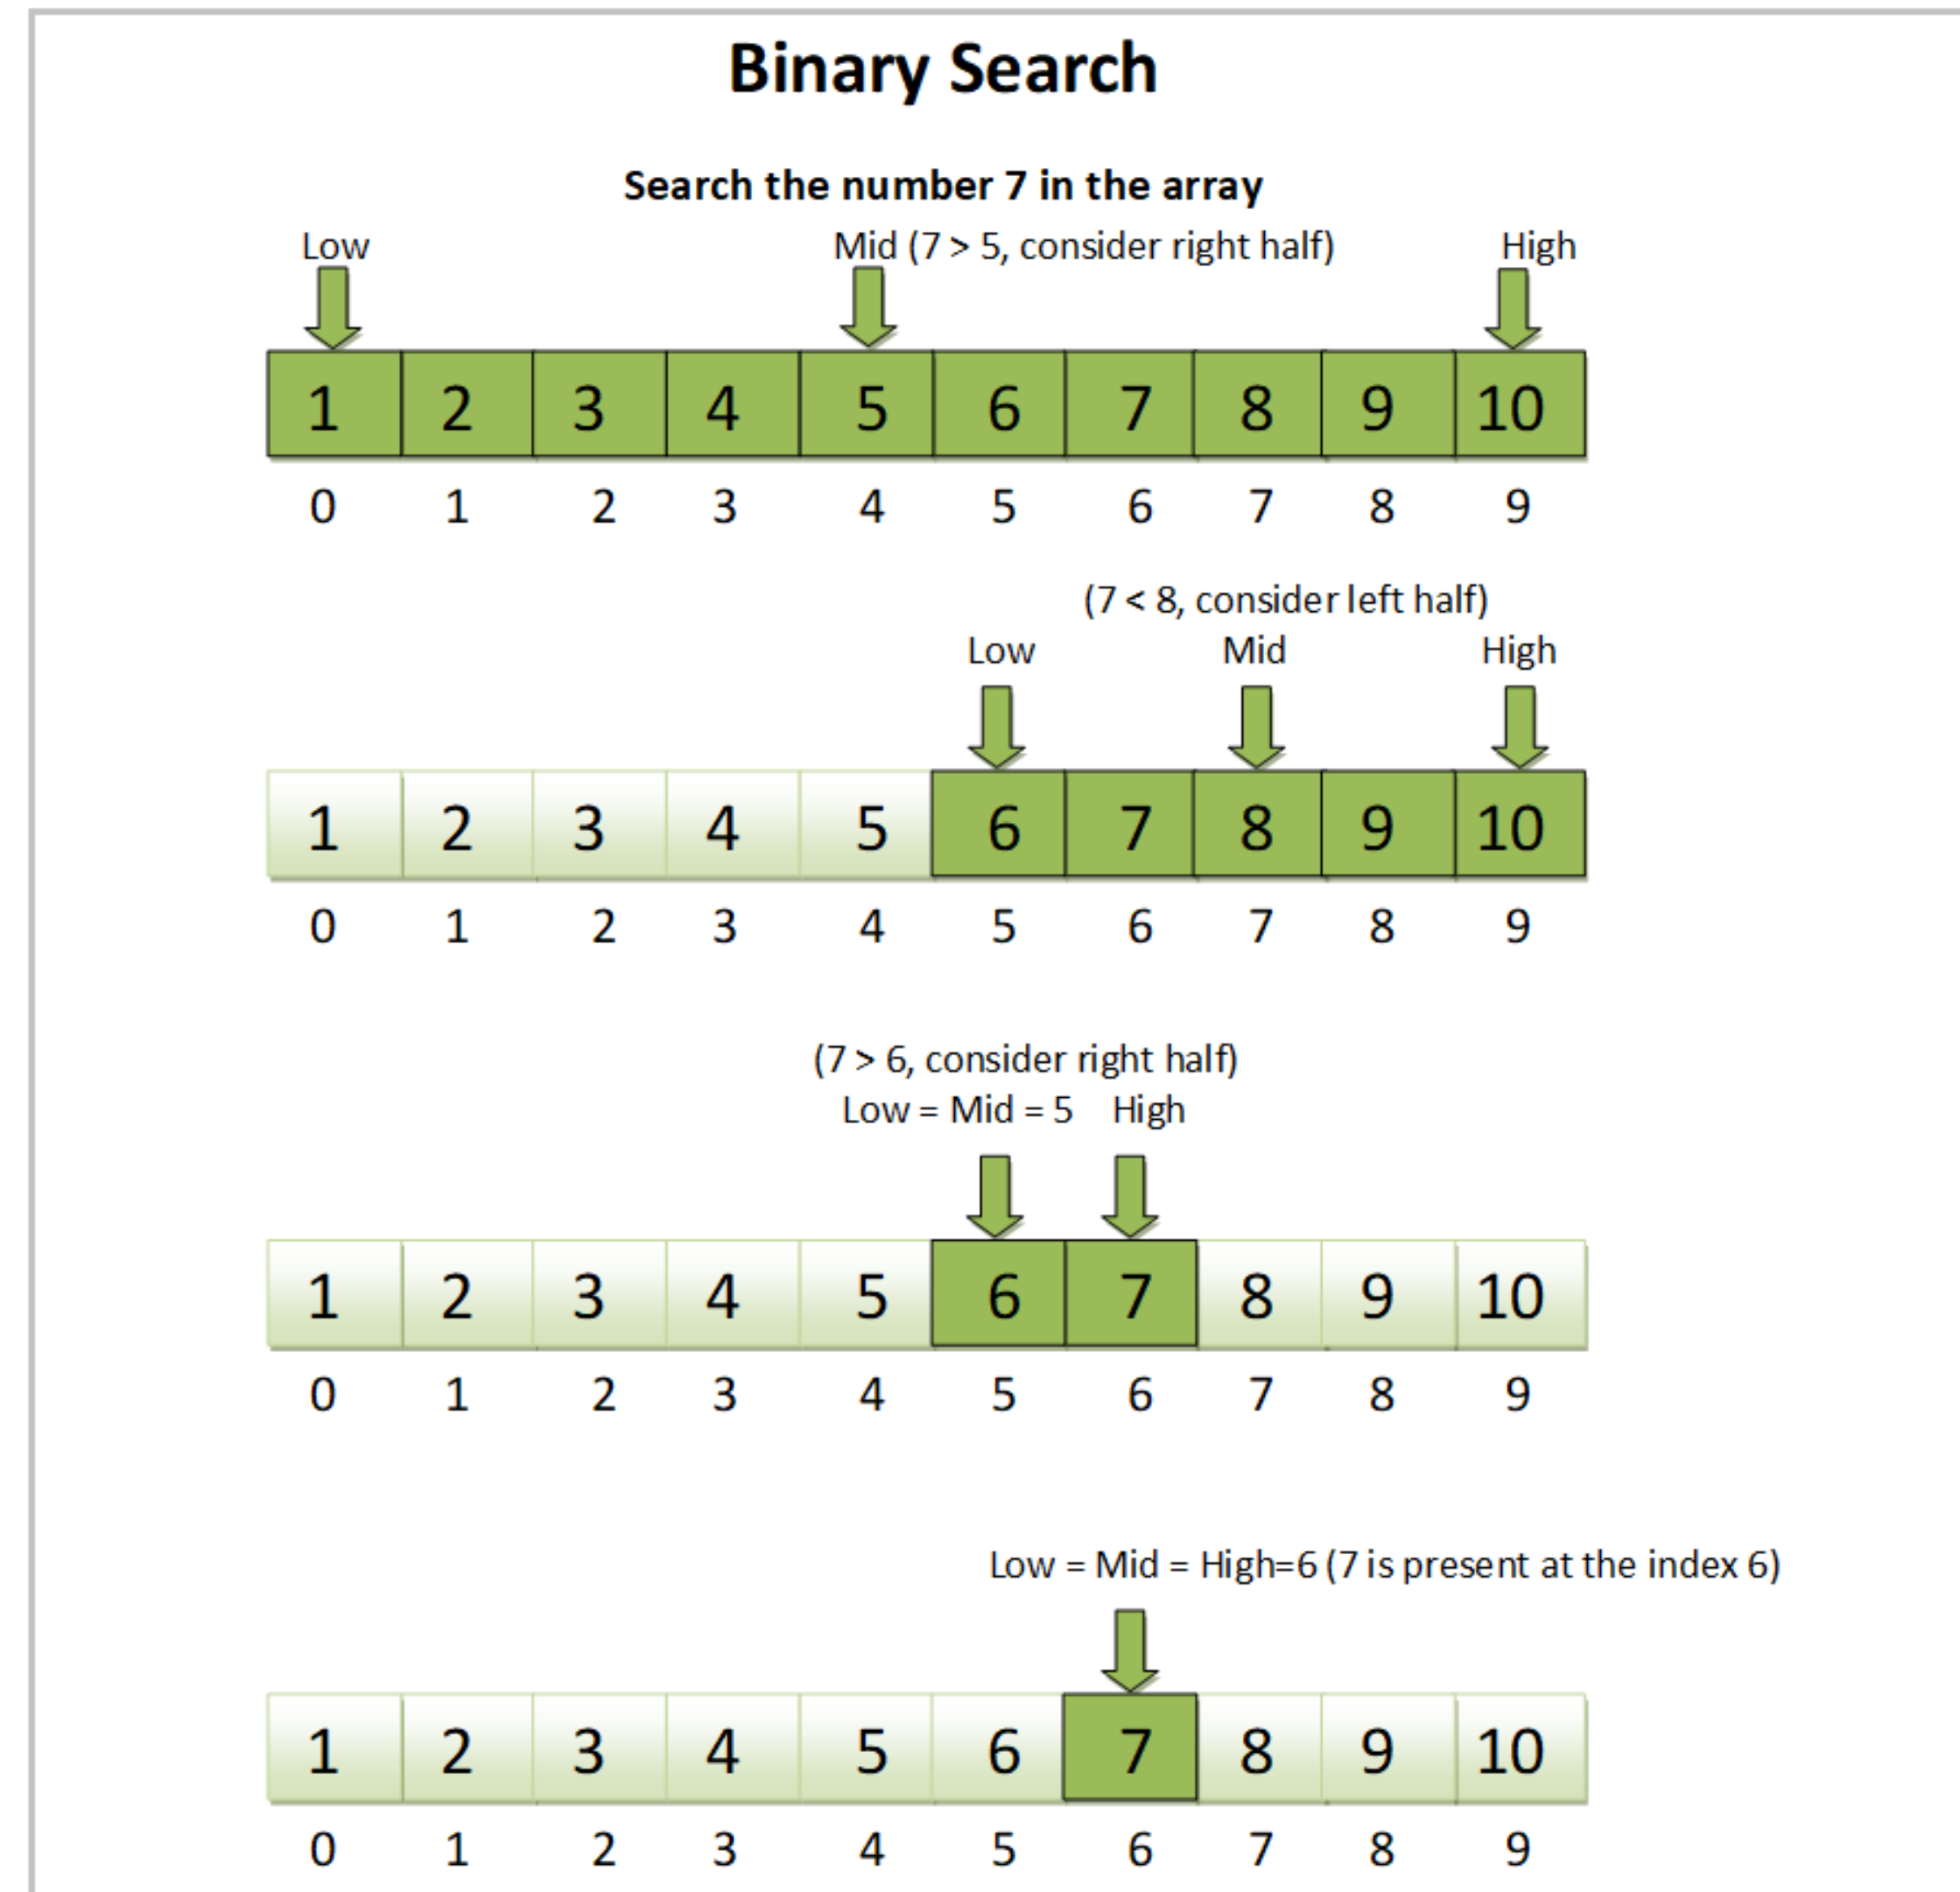 Binary Search
Search the number 7 in the array
Low Mid (7 > 5, consider right half) High
1 2 3 4 5 6 7 8 9 10
0 1 2 3 4 5 6 7 8 9
(7 < 8, consider left half)
Low Mid High
1 2 3 4 5 6 7 8 9 10
0 1 2 3 4 5 6 7 8 9
(7 > 6, consider right half)
Low = Mid = 5 High
1 2 3 4 5 6 7 8 9 10
0 1 2 3 4 5 6 7 8 9
Low = Mid = High=6 (7 is present at the index 6)
1 2 3 4 5 6 7 8 9 10
0 1 2 3 4 5 6 7 8 9